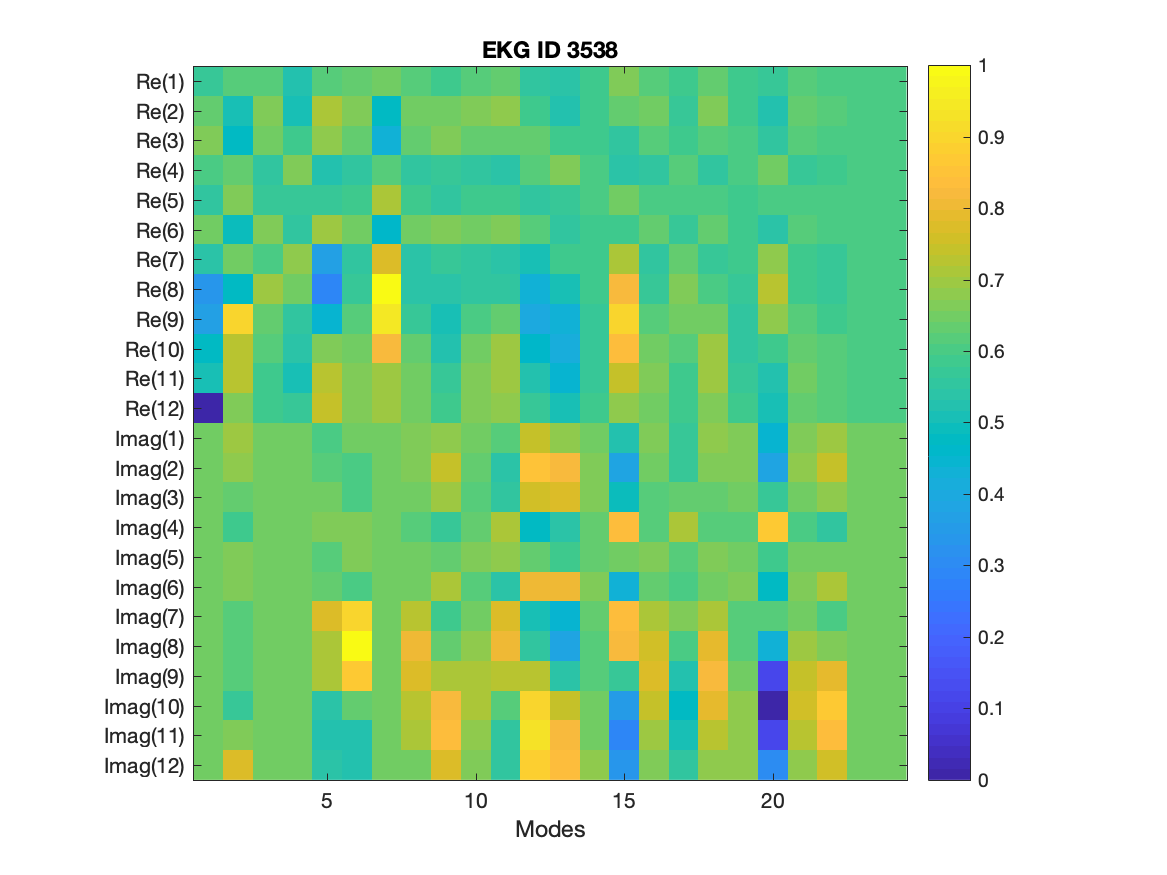 EKG ID 3538
Re(1)
Re(2)
Re(3)
Re(4)
Re(5)
Re(6)
Re(7)
Re(8)
Re(9)
Re(10)
Re(11)
Re(12)
Imag(1)
Imag(2)
Imag(3)
Imag(4)
Imag(5)
Imag(6)
Imag(7)
Imag(8)
Imag(9)
Imag(10)
Imag(11)
Imag(12)
5 10 15 20
Modes
1
0.9
0.8
0.7
0.6
0.5
0.4
0.3
0.2
0.1
0